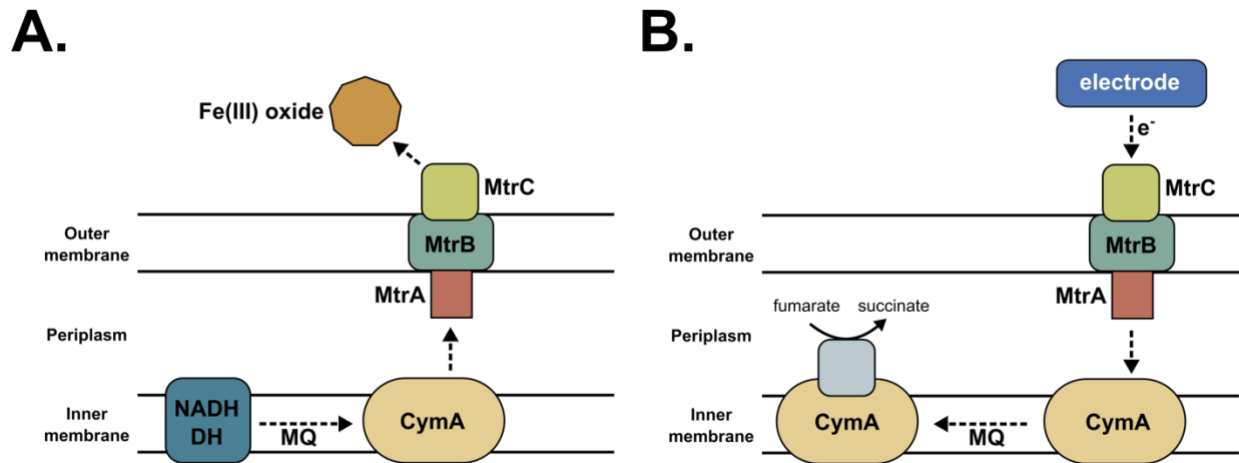 A.
Fe(III) oxide
MtrC
Outer
membrane
MtrB
MtrA
Periplasm
Inner
membrane
NADH
DH
MQ
CymA
B.
electrode
e-
MtrC
Outer
membrane
MtrB
MtrA
fumarate succinate
Periplasm
Inner
membrane
CymA
MQ
CymA